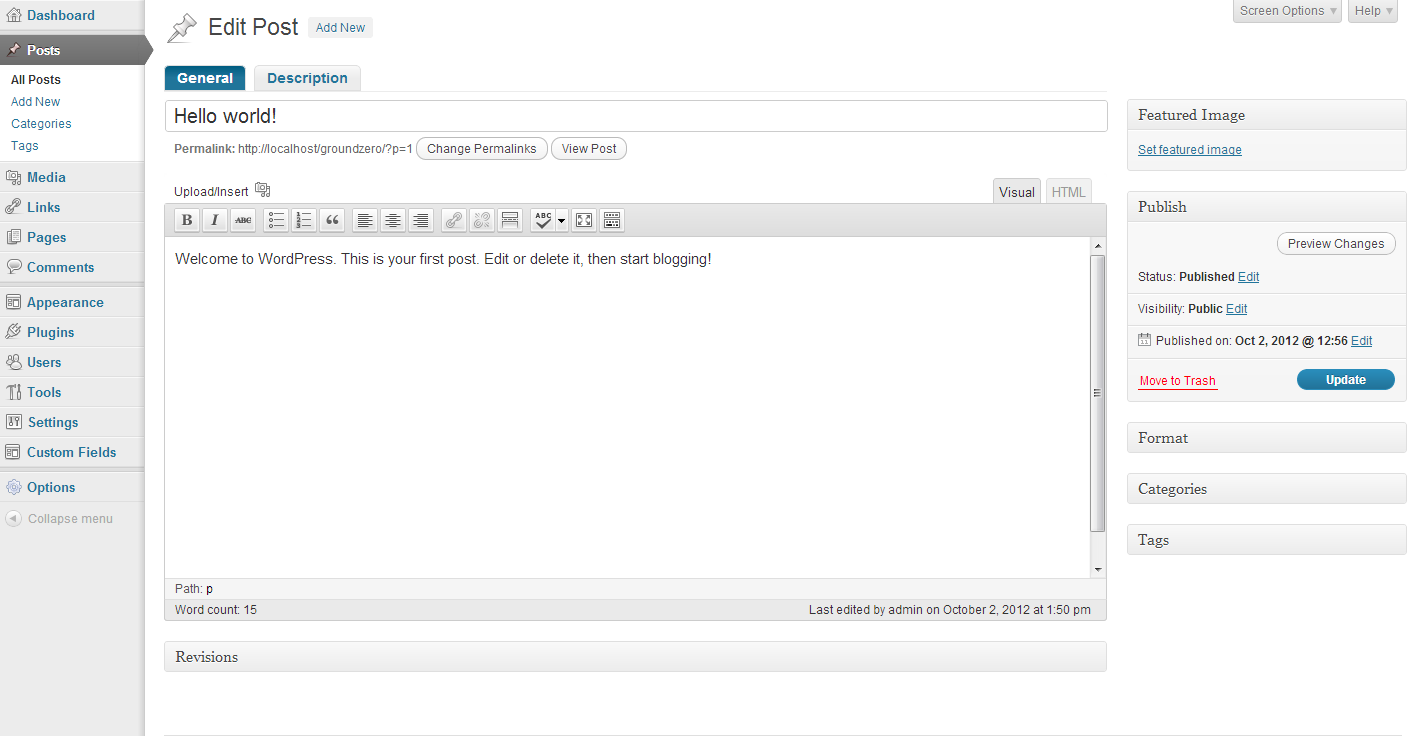 Dashboard
Posts
All Posts
Add New
Categories
Tags
Media
Links
Pages
Comments
Appearance
Plugins
Users
Tools
Settings
Custom Fields
Options
Collapse menu
Edit Post Add New
Screen Options Help
General Description
Hello world!
Permalink: http://localhost/groundzero/?p=1 Change Permalinks View Post
Upload/Insert
Visual HTML
B I ABC ABC
Welcome to WordPress. This is your first post. Edit or delete it, then start blogging!
Path: p
Word count: 15 Last edited by admin on October 2, 2012 at 1:50 pm
Revisions
Featured Image
Set featured image
Publish
Preview Changes
Status: Published Edit
Visibility: Public Edit
Published on: Oct 2, 2012 @ 12:56 Edit
Move to Trash Update
Format
Categories
Tags